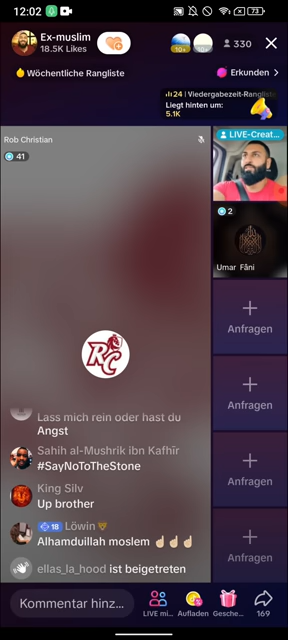 12:02
73
Ex-muslim
18.5K Likes
10+
10+
330
Wöchentliche Rangliste
Erkunden >
24 | Viedergabezeit-Rangliste
Liegt hinten um:
5.1K
Rob Christian
41
LIVE-Creat...
2
Umar Fâni
RC
Anfragen
Anfragen
Anfragen
Anfragen
Lass mich rein oder hast du
Angst
Sahih al-Mushrik ibn Kafhīr
#SayNoToTheStone
King Silv
Up brother
18 Löwin
Alhamduillah moslem ☝🏼☝🏼☝🏼
ellas_la_hood ist beigetreten
Kommentar hinz...
LIVE mi...
Aufladen
Gesche...
169